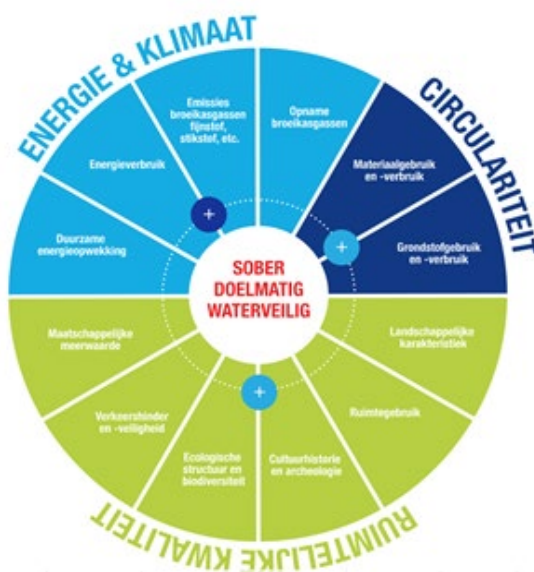 ENERGIE & KLIMAAT
CIRCULARITEIT
Emissies
broeikasgassen
fijnstof,
stikstof, etc.
Opname
broeikasgassen
Energieverbruik
Materiaalgebruik
en -verbruik
Duurzame
energieopwekking
Grondstofgebruik
en -verbruik
+
+
SOBER
DOELMATIG
WATERVEILIG
Maatschappelijke
meerwaarde
Landschappelijke
karakteristiek
+
Verkeershinder
en -veiligheid
Ruimtegebruik
Ecologische
structuur en
biodiversiteit
Cultuurhistorie
en archeologie
RUIMTELIJKE KWALITEIT